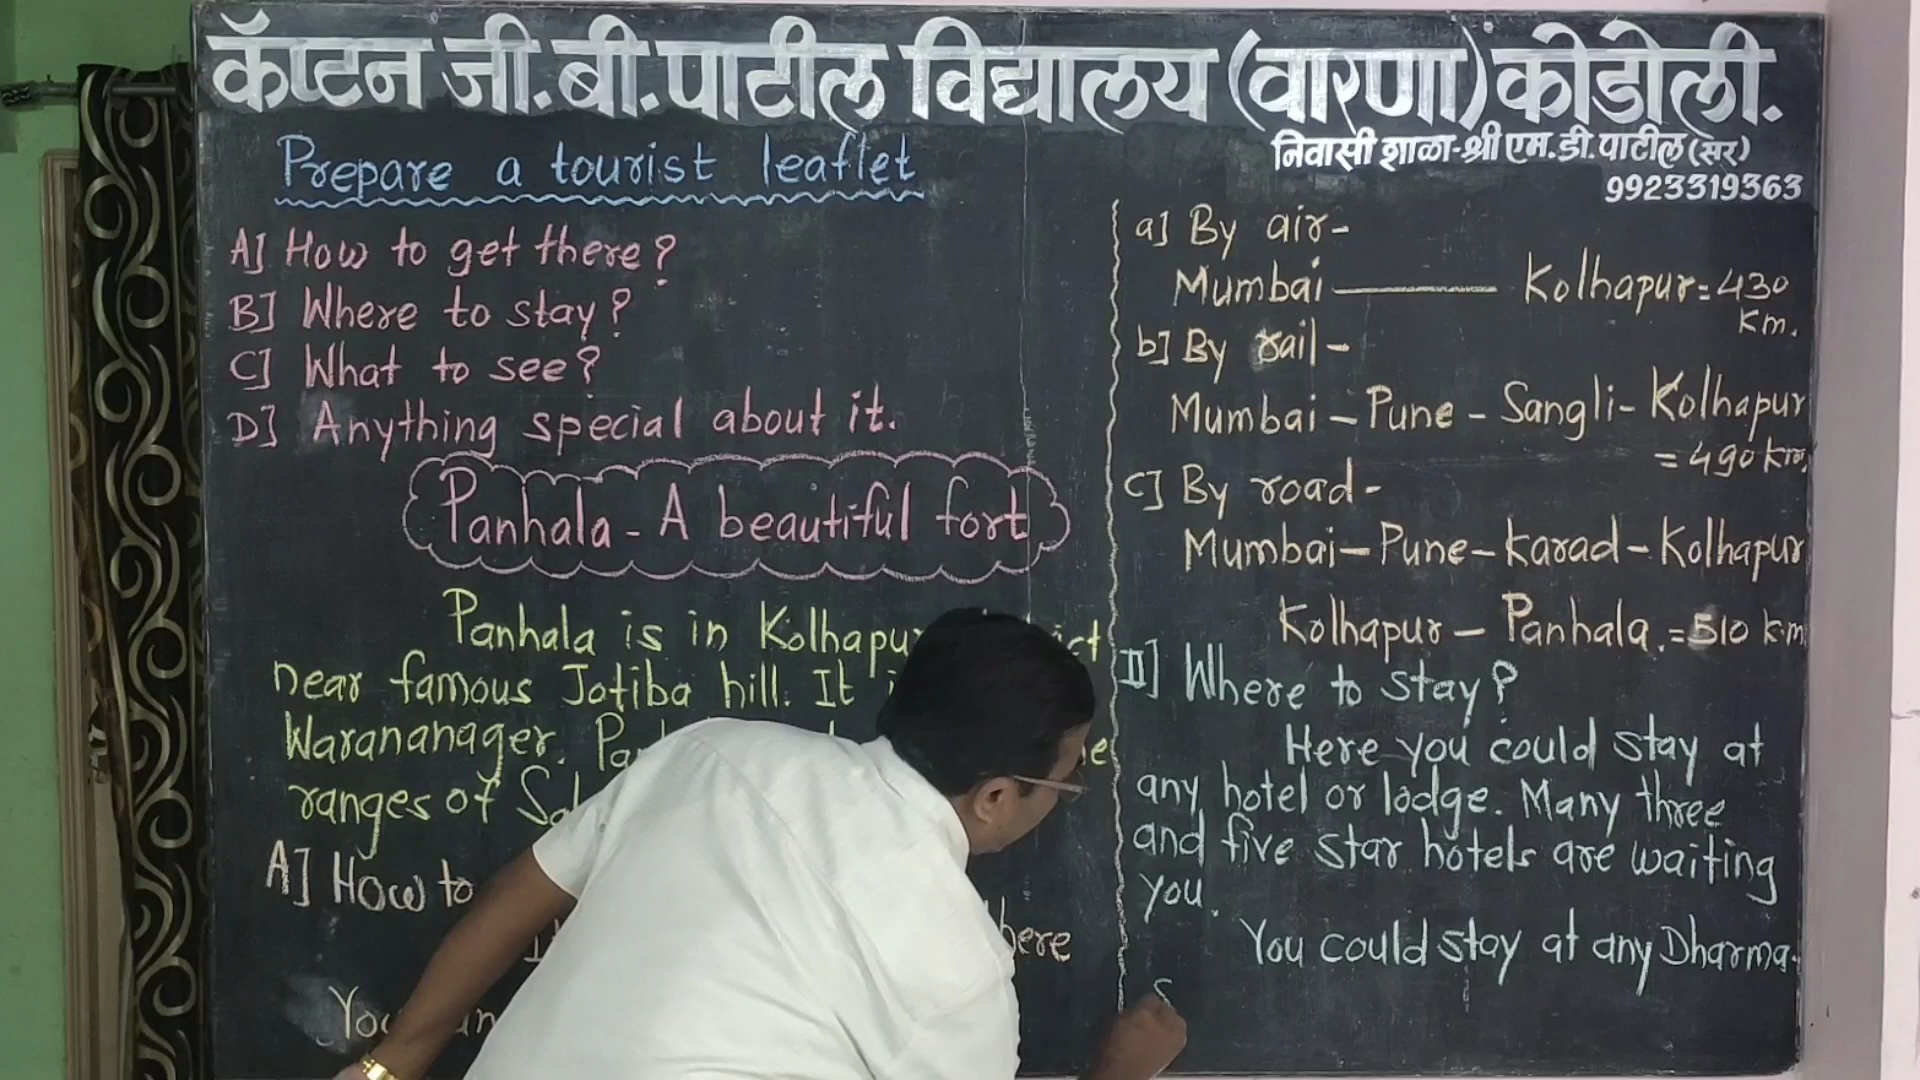 कॅप्टन जी.बी.पाटील विद्यालय (वारणा) कोडोली.
निवासी शाळा-श्री एम.डी.पाटील (सर)
9923319363
Prepare a tourist leaflet
A] How to get there?
B] Where to stay?
C] What to see?
D] Anything special about it.
Panhala - A beautiful fort
Panhala is in Kolhapur
near famous Jotiba hill. It
Warananager.
ranges of
A] How to
here
a] By air-
Mumbai ——— Kolhapur = 430
km.
b] By rail -
Mumbai - Pune - Sangli - Kolhapur
= 490 km.
C] By road -
Mumbai - Pune - Karad - Kolhapur
Kolhapur - Panhala. = 510 km
II] Where to stay?
Here you could stay at
any hotel or lodge. Many three
and five star hotels are waiting
you.
You could stay at any Dharma-
S